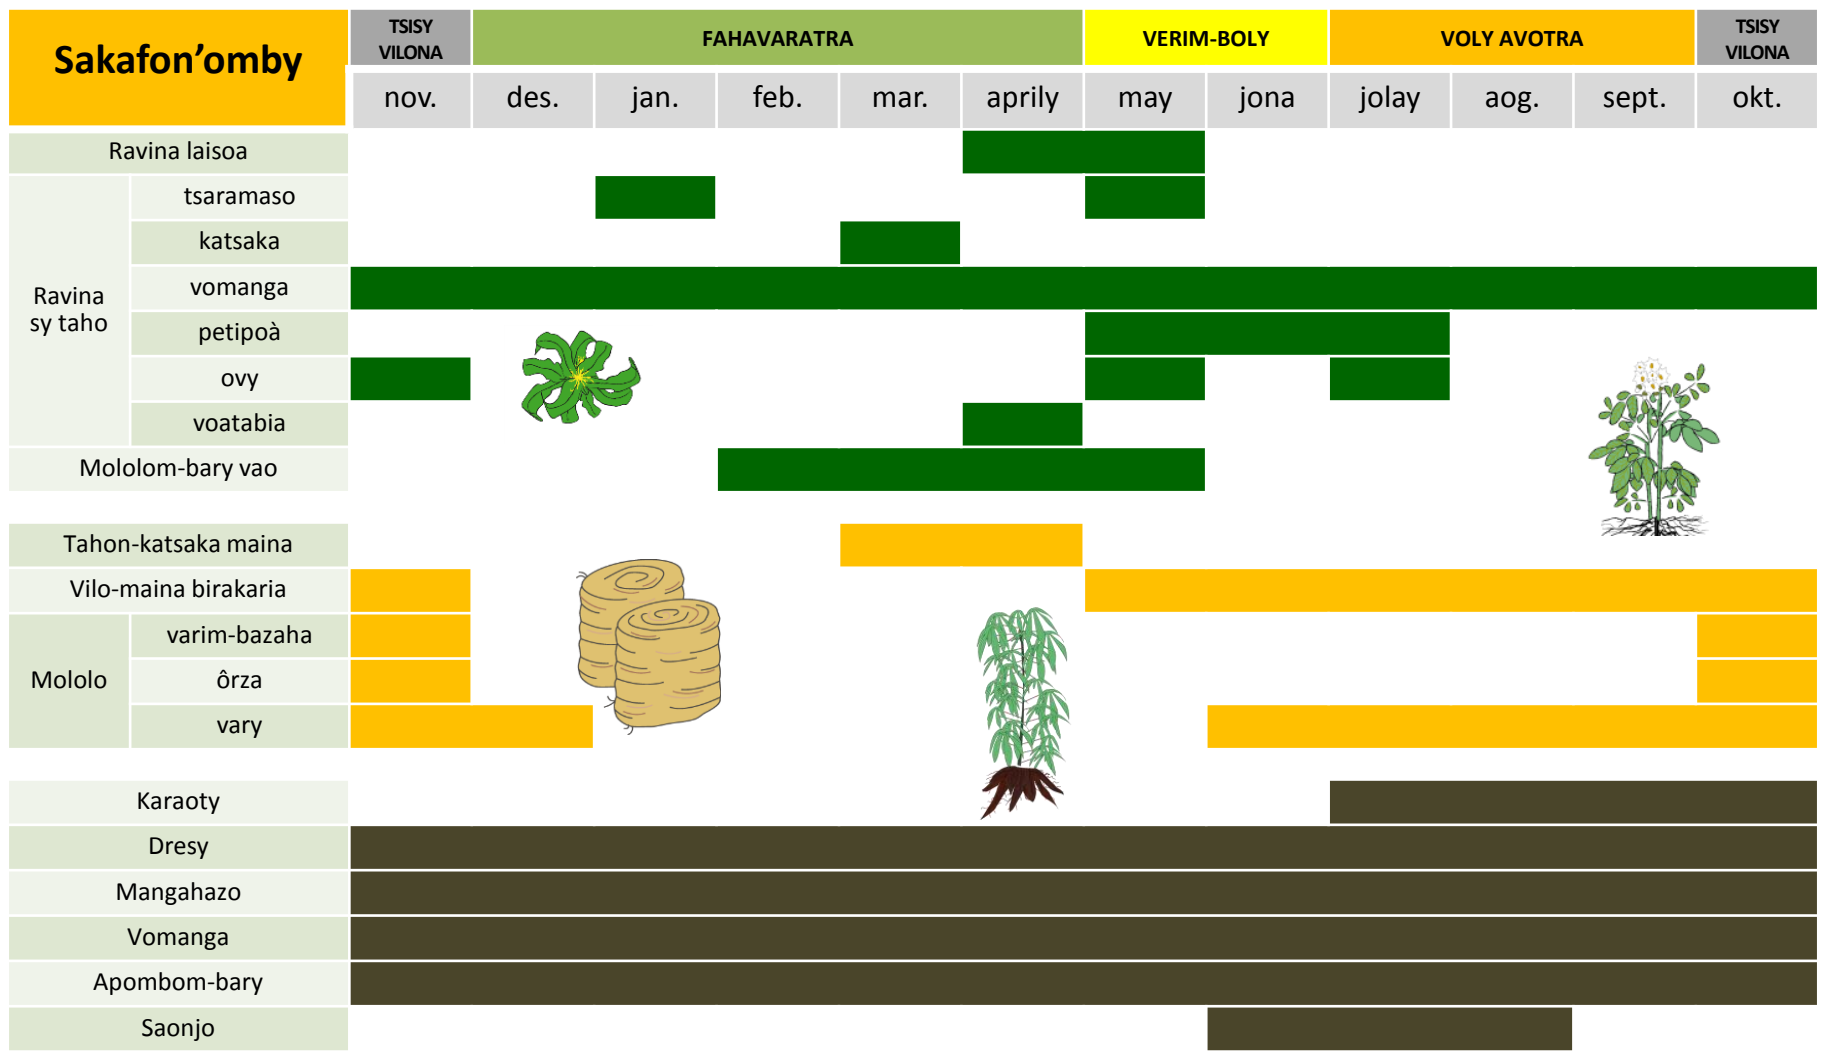 Sakafon’omby
TSISY
VILONA
FAHAVARATRA
VERIM-BOLY
VOLY AVOTRA
TSISY
VILONA
nov.
des.
jan.
feb.
mar.
aprily
may
jona
jolay
aog.
sept.
okt.
Ravina laisoa
Ravina
sy taho
tsaramaso
katsaka
vomanga
petipoà
ovy
voatabia
Mololom-bary vao
Tahon-katsaka maina
Vilo-maina birakaria
Mololo
varim-bazaha
ôrza
vary
Karaoty
Dresy
Mangahazo
Vomanga
Apombom-bary
Saonjo